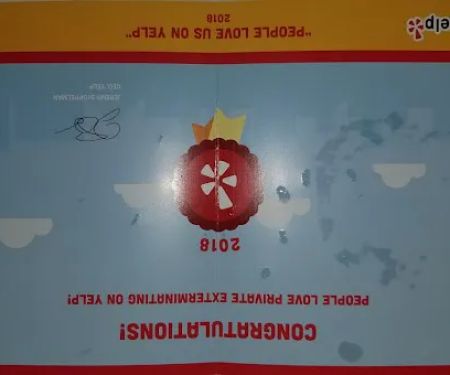 CONGRATULATIONS!
PEOPLE LOVE PRIVATE EXTERMINATING ON YELP!
2018
JEREMY STOPPELMAN
CEO, YELP
"PEOPLE LOVE US ON YELP"
2018
yelp